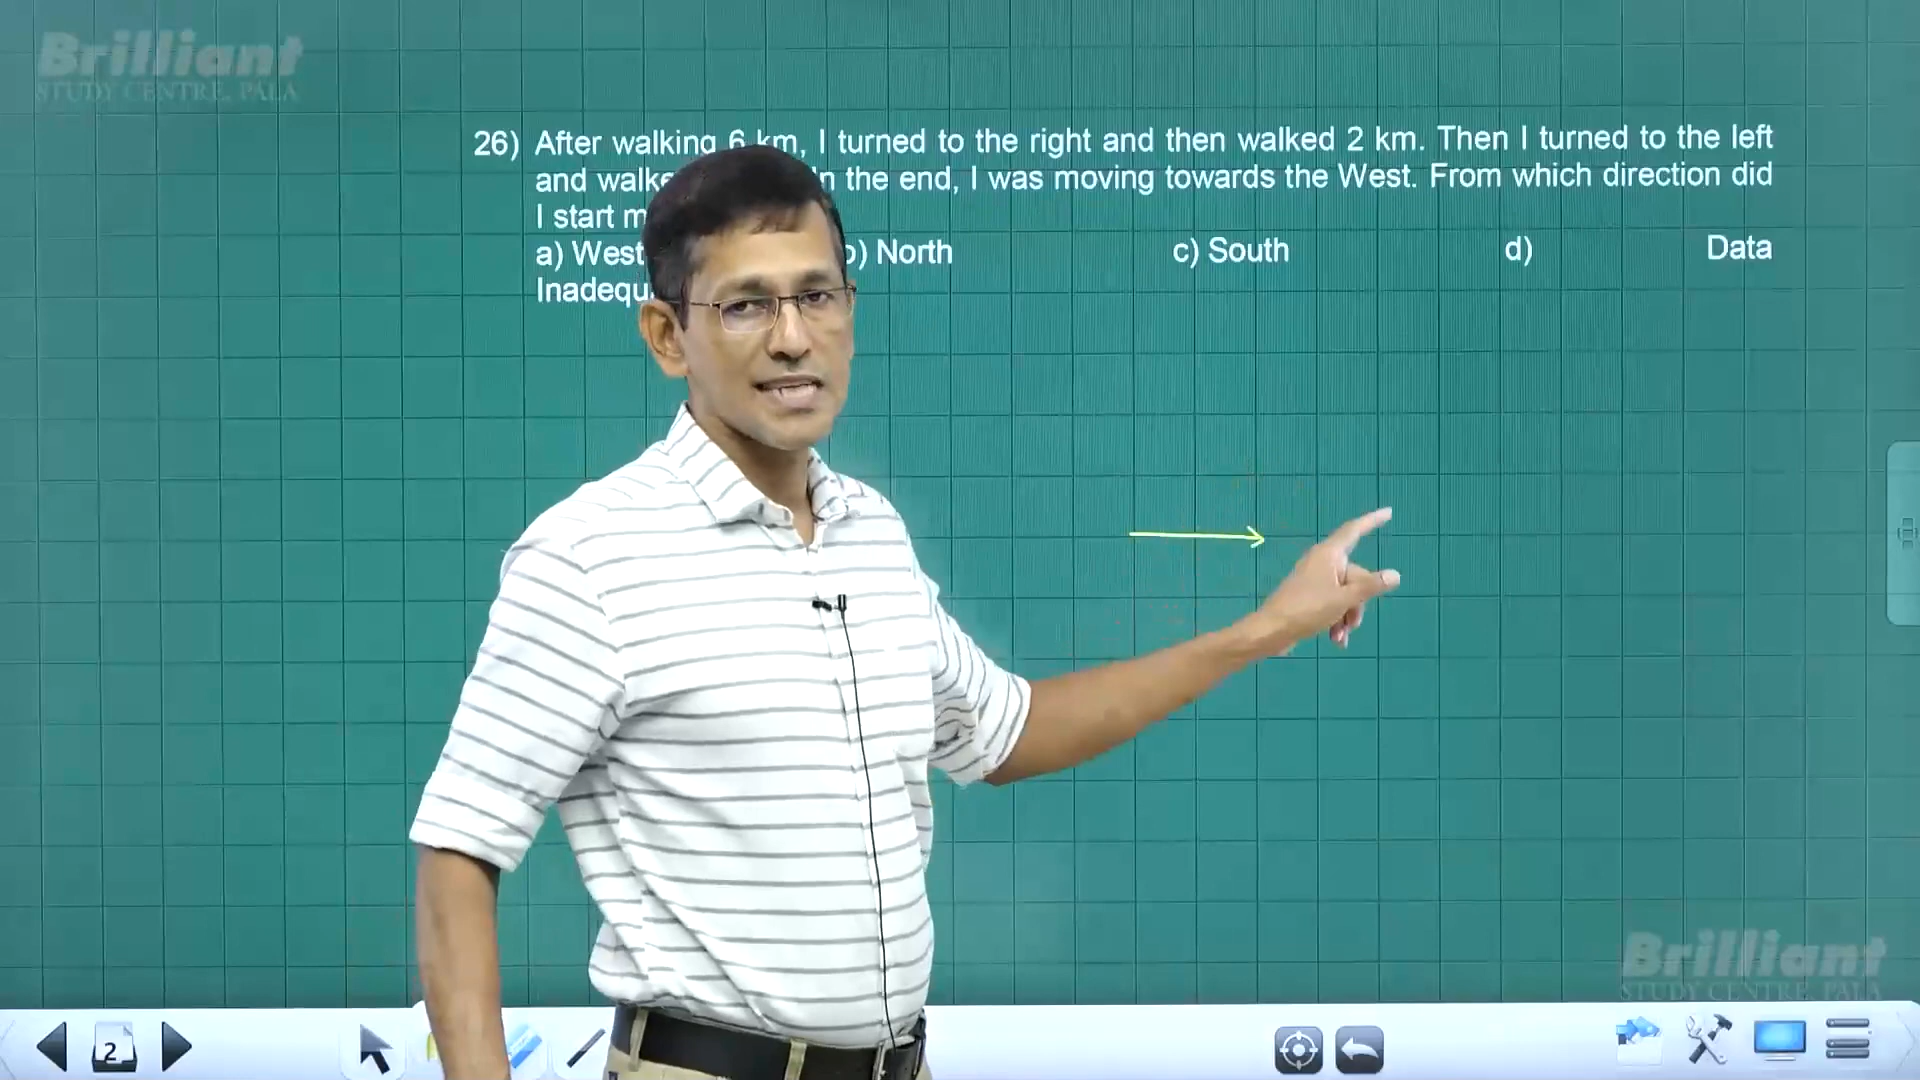 Brilliant
STUDY CENTRE, PALA
26) After walking 6 km, I turned to the right and then walked 2 km. Then I turned to the left
and walke n the end, I was moving towards the West. From which direction did
I start m
a) West b) North c) South d) Data
Inadequ
2
Brilliant
STUDY CENTRE, PALA